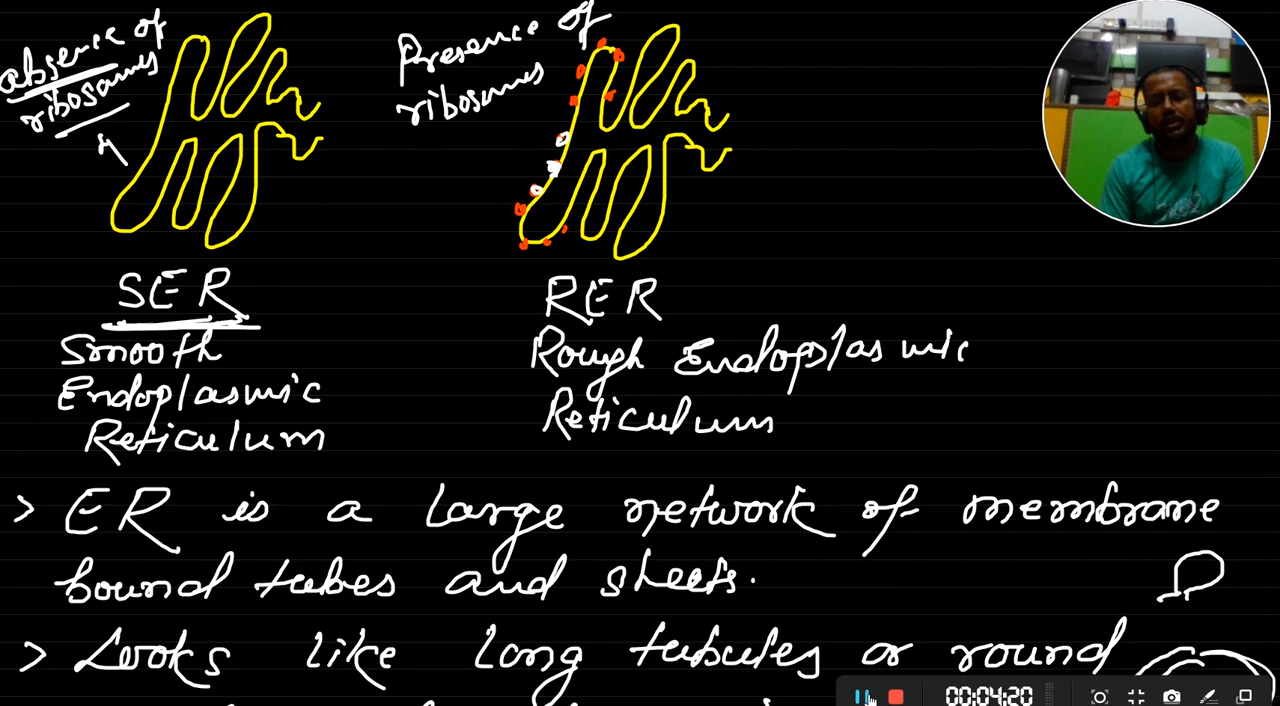 absence of
ribosomes
Presence of
ribosomes
SER
Smooth
Endoplasmic
Reticulum
RER
Rough Endoplasmic
Reticulum
> ER is a large network of membrane
bound tubes and sheets.
> Looks like long tubules or round
00:04:20